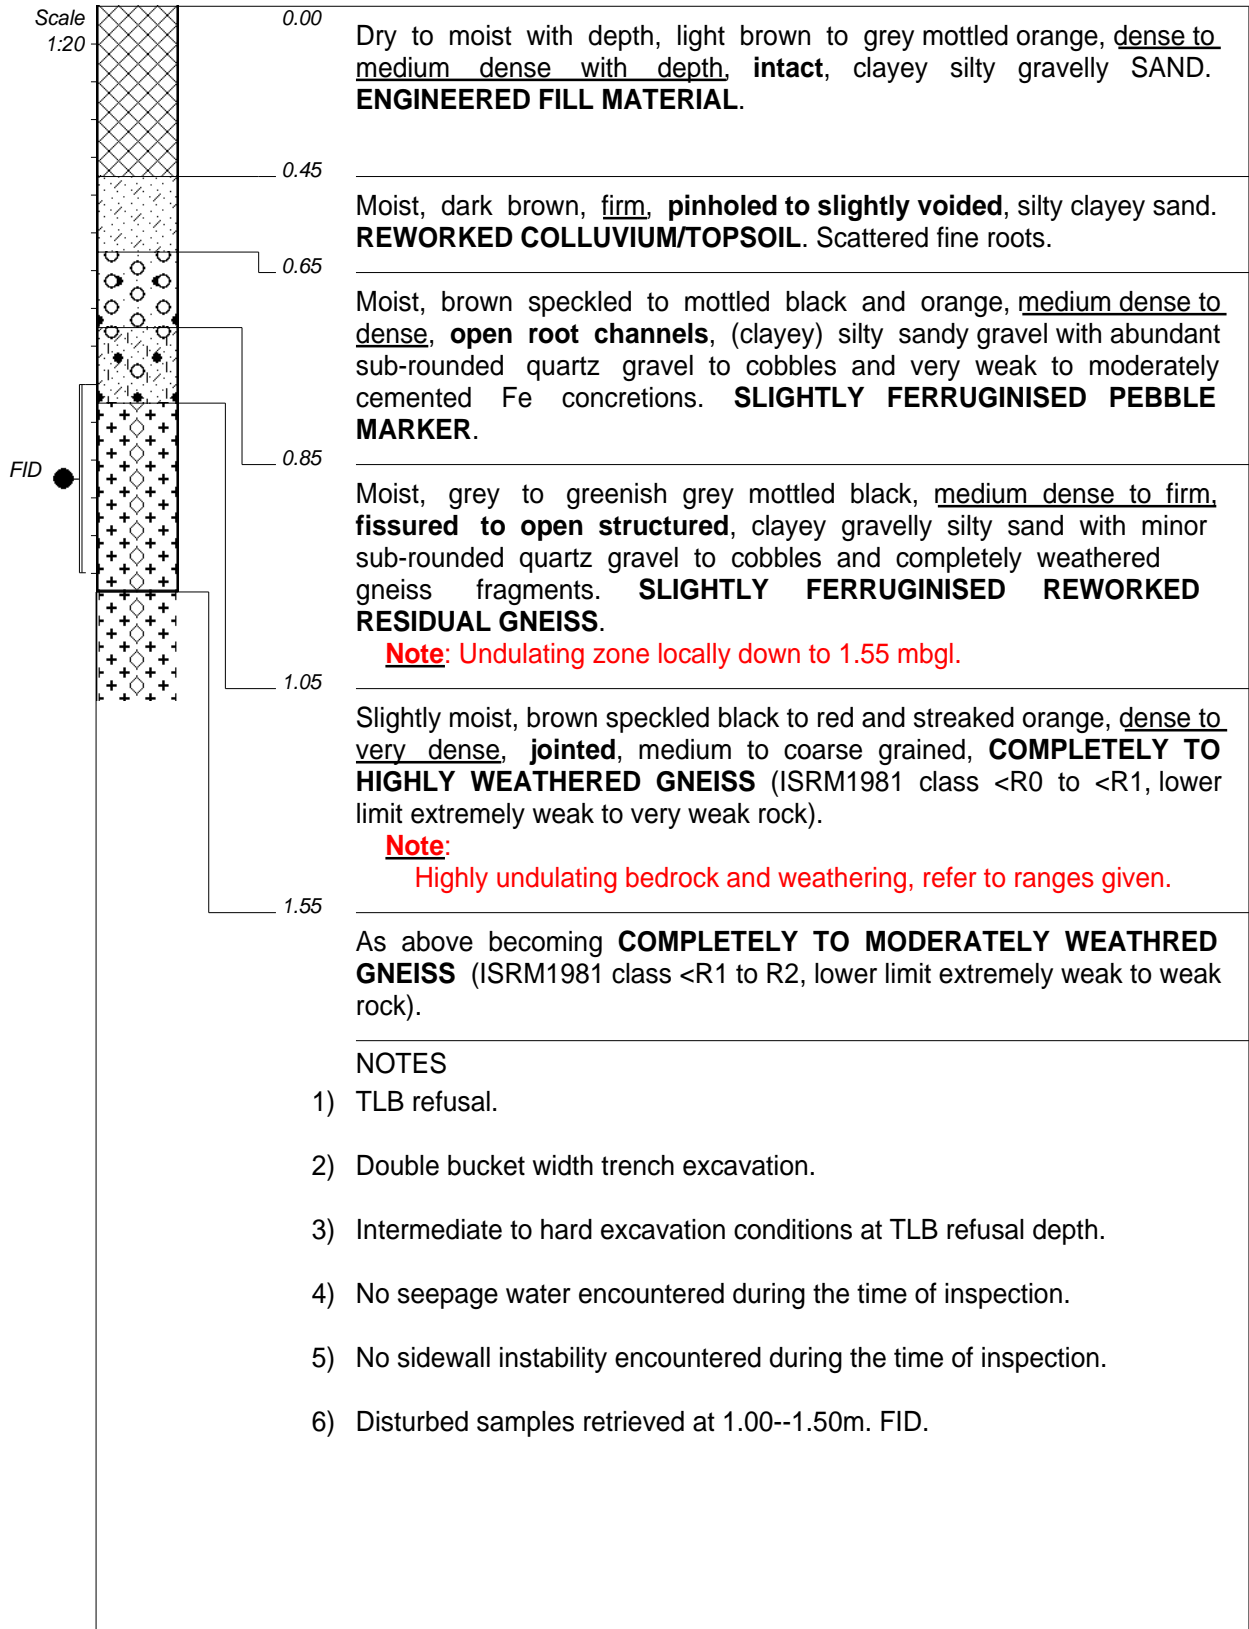 Scale
1:20
0.00
Dry to moist with depth, light brown to grey mottled orange, dense to
medium dense with depth, intact, clayey silty gravelly SAND.
ENGINEERED FILL MATERIAL.
0.45
Moist, dark brown, firm, pinholed to slightly voided, silty clayey sand.
REWORKED COLLUVIUM/TOPSOIL. Scattered fine roots.
0.65
Moist, brown speckled to mottled black and orange, medium dense to
dense, open root channels, (clayey) silty sandy gravel with abundant
sub-rounded quartz gravel to cobbles and very weak to moderately
cemented Fe concretions. SLIGHTLY FERRUGINISED PEBBLE
MARKER.
0.85
FID
Moist, grey to greenish grey mottled black, medium dense to firm,
fissured to open structured, clayey gravelly silty sand with minor
sub-rounded quartz gravel to cobbles and completely weathered
gneiss fragments. SLIGHTLY FERRUGINISED REWORKED
RESIDUAL GNEISS.
Note: Undulating zone locally down to 1.55 mbgl.
1.05
Slightly moist, brown speckled black to red and streaked orange, dense to
very dense, jointed, medium to coarse grained, COMPLETELY TO
HIGHLY WEATHERED GNEISS (ISRM1981 class <R0 to <R1, lower
limit extremely weak to very weak rock).
Note:
Highly undulating bedrock and weathering, refer to ranges given.
1.55
As above becoming COMPLETELY TO MODERATELY WEATHRED
GNEISS (ISRM1981 class <R1 to R2, lower limit extremely weak to weak
rock).
NOTES
1) TLB refusal.
2) Double bucket width trench excavation.
3) Intermediate to hard excavation conditions at TLB refusal depth.
4) No seepage water encountered during the time of inspection.
5) No sidewall instability encountered during the time of inspection.
6) Disturbed samples retrieved at 1.00--1.50m. FID.